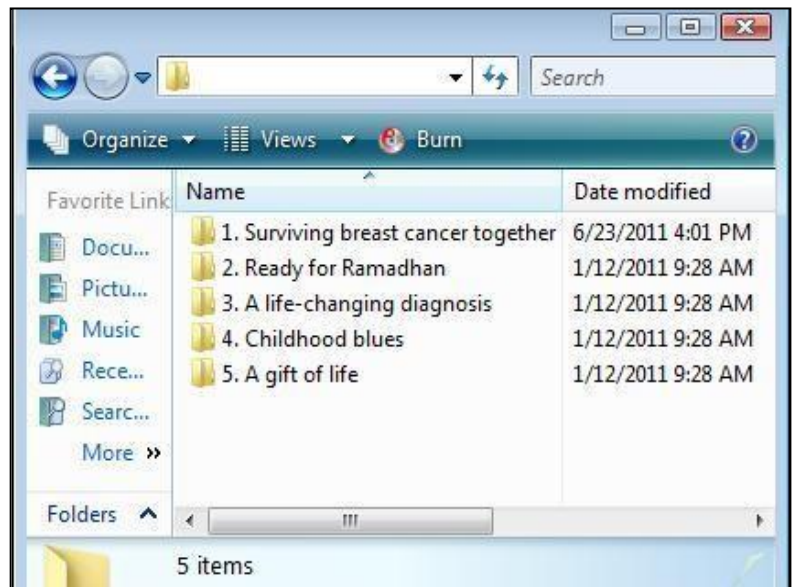 Search
Organize Views Burn
Favorite Link Name Date modified
1. Surviving breast cancer together 6/23/2011 4:01 PM
Docu...
2. Ready for Ramadhan 1/12/2011 9:28 AM
Pictu...
3. A life-changing diagnosis 1/12/2011 9:28 AM
Music
4. Childhood blues 1/12/2011 9:28 AM
Rece...
5. A gift of life 1/12/2011 9:28 AM
Searc...
More »
Folders
5 items